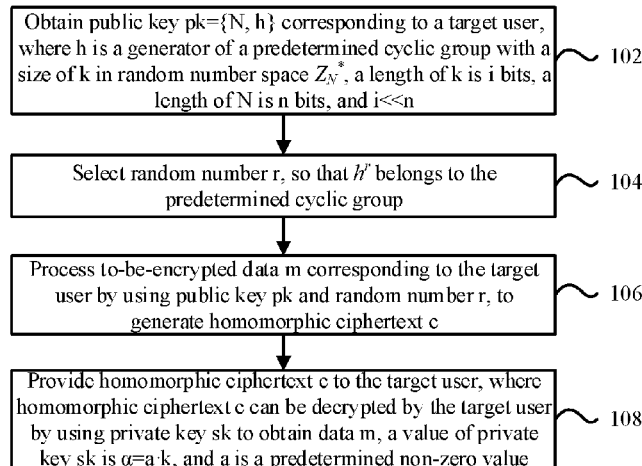 Obtain public key pk={N, h} corresponding to a target user,
where h is a generator of a predetermined cyclic group with a
size of k in random number space Z_N^*, a length of k is i bits, a
length of N is n bits, and i<<n
102
Select random number r, so that h^r belongs to the
predetermined cyclic group
104
Process to-be-encrypted data m corresponding to the target
user by using public key pk and random number r, to
generate homomorphic ciphertext c
106
Provide homomorphic ciphertext c to the target user, where
homomorphic ciphertext c can be decrypted by the target user
by using private key sk to obtain data m, a value of private
key sk is α=a·k, and a is a predetermined non-zero value
108